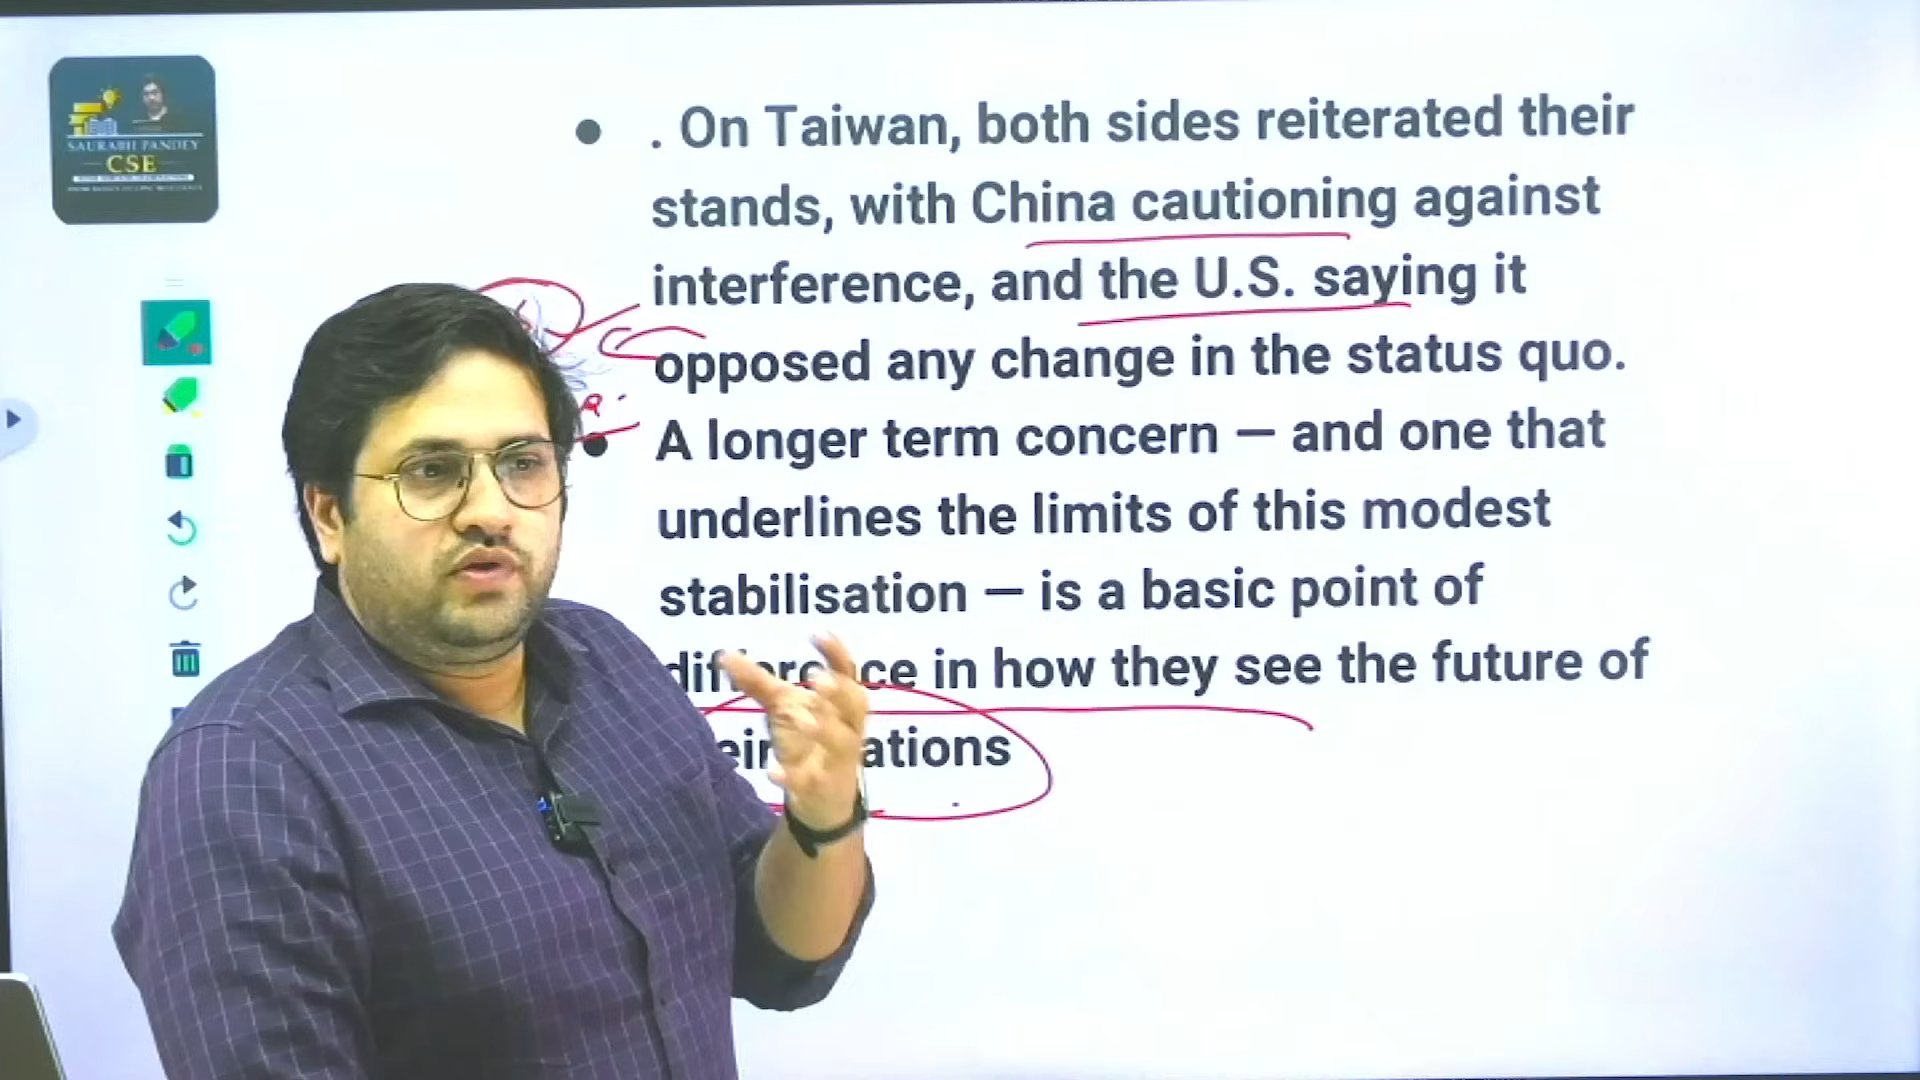 SAURABH PANDEY
CSE
. On Taiwan, both sides reiterated their
stands, with China cautioning against
interference, and the U.S. saying it
opposed any change in the status quo.
A longer term concern — and one that
underlines the limits of this modest
stabilisation — is a basic point of
difference in how they see the future of
ations